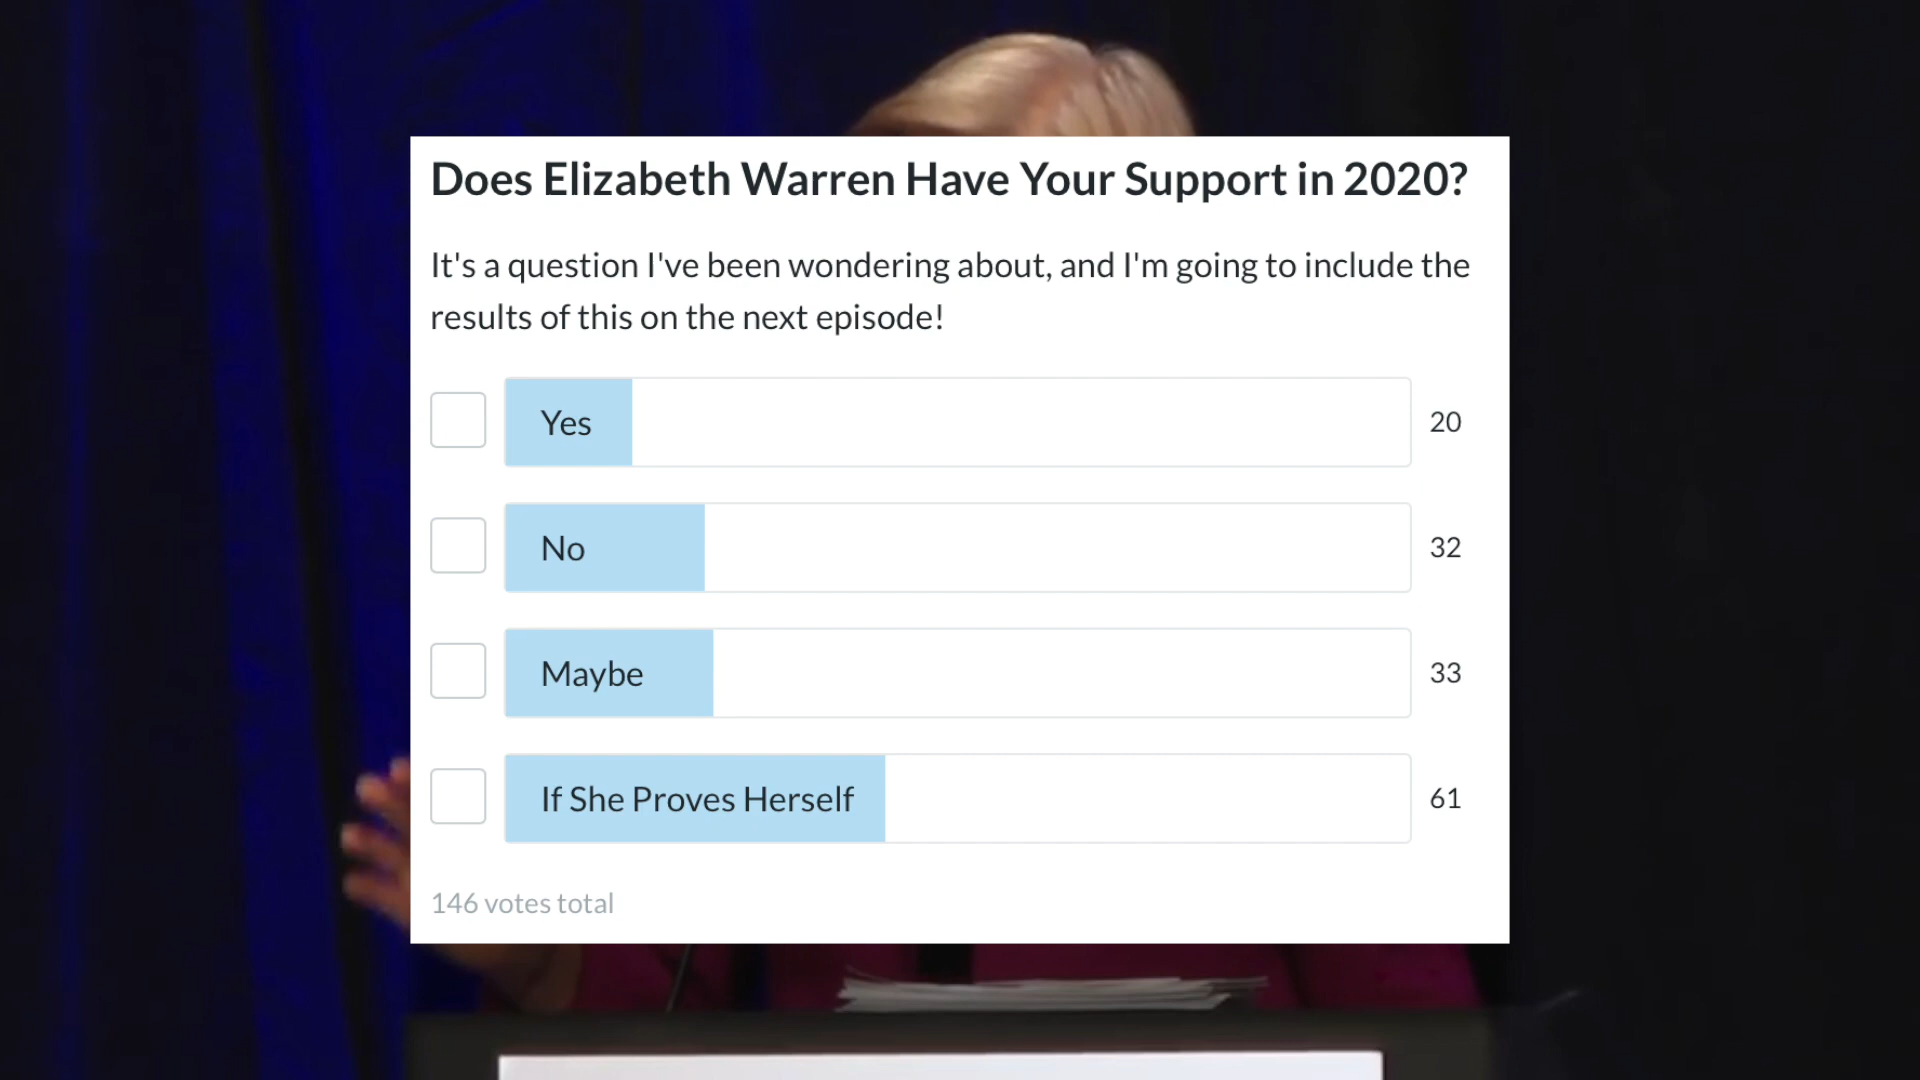 Does Elizabeth Warren Have Your Support in 2020?
It's a question I've been wondering about, and I'm going to include the
results of this on the next episode!
Yes 20
No 32
Maybe 33
If She Proves Herself 61
146 votes total